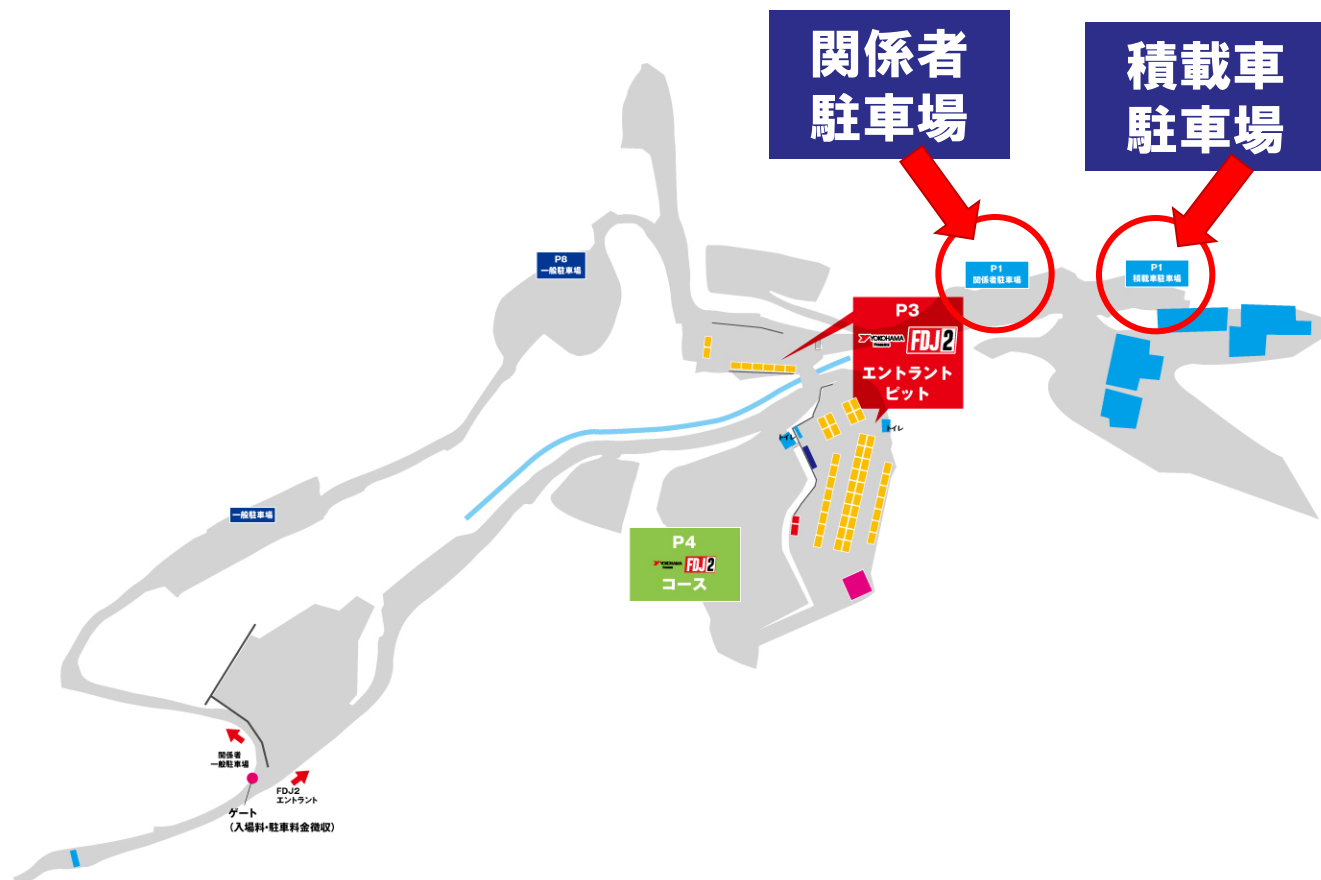 関係者
駐車場
積載車
駐車場
P8
一般駐車場
P1
関係者駐車場
P1
積載車駐車場
P3
YOKOHAMA
FDJ2
エントラント
ピット
トイレ
トイレ
一般駐車場
P4
YOKOHAMA
FDJ2
コース
関係者
一般駐車場
FDJ2
エントラント
ゲート
(入場料・駐車料金徴収)